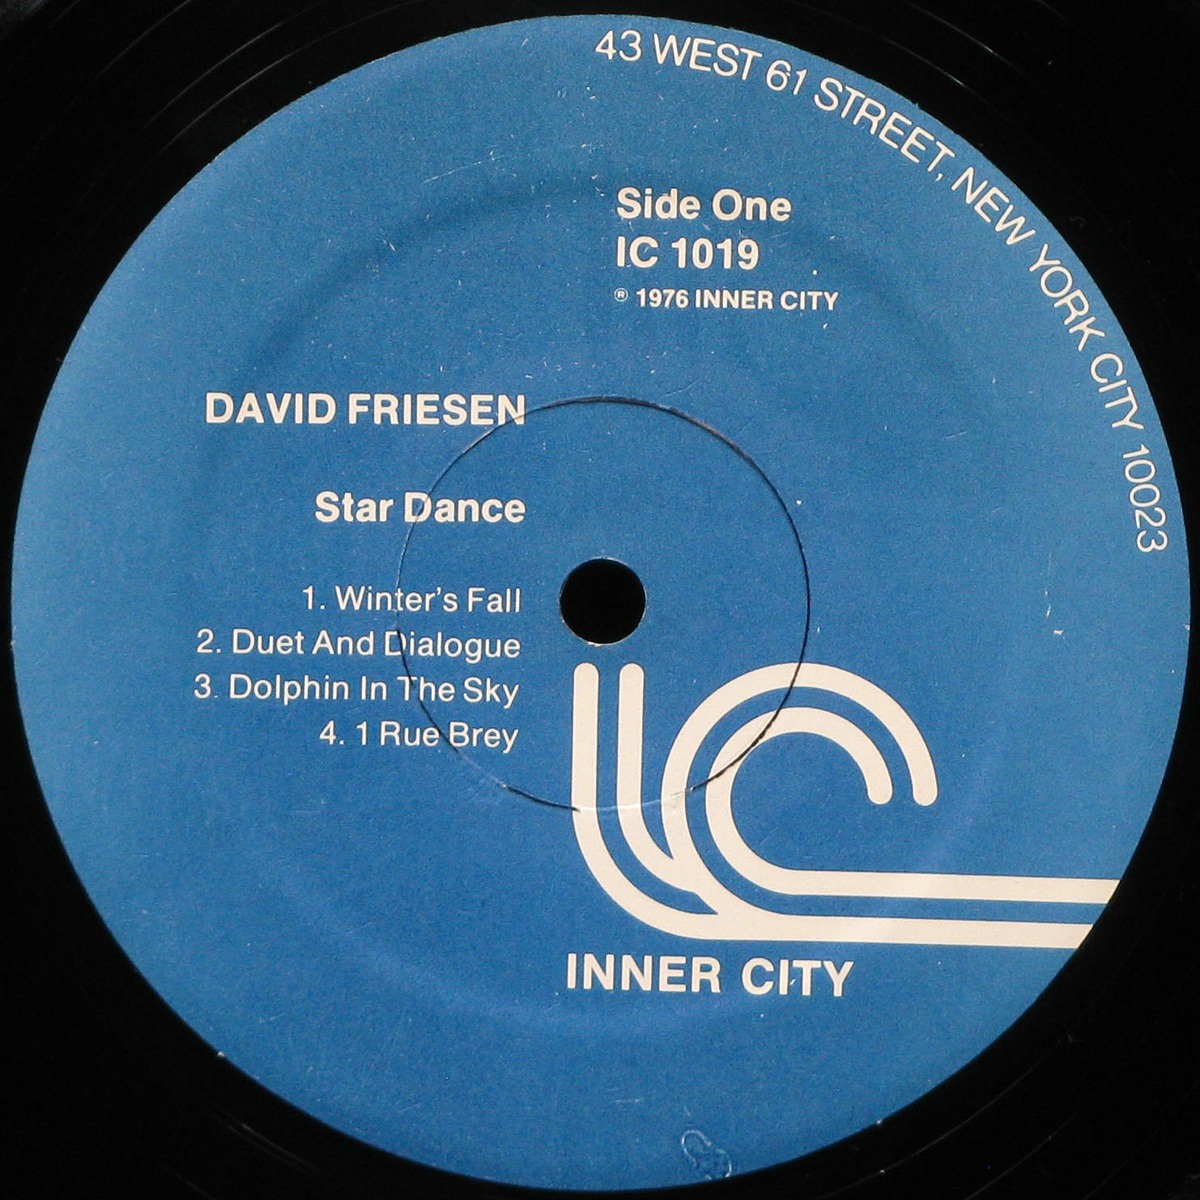 43 WEST 61 STREET, NEW YORK CITY 10023
Side One
IC 1019
® 1976 INNER CITY
DAVID FRIESEN
Star Dance
1. Winter's Fall
2. Duet And Dialogue
3. Dolphin In The Sky
4. 1 Rue Brey
ic
INNER CITY